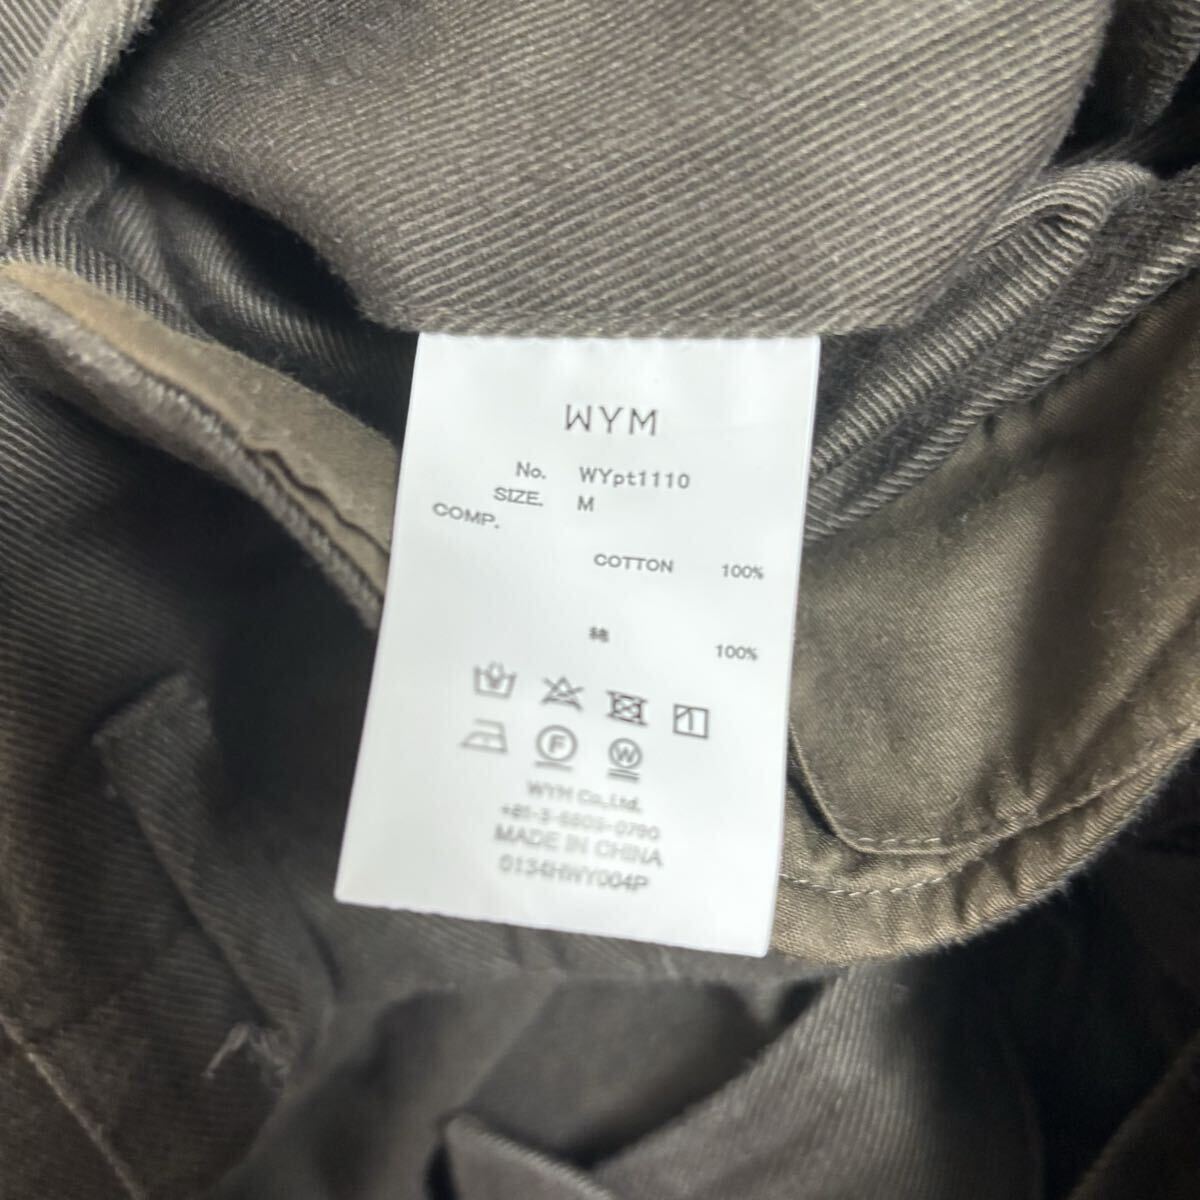 WYM
No. WYpt1110
SIZE. M
COMP.
COTTON 100%
綿 100%
F W
WYM Co.,Ltd.
+81-3-6805-0790
MADE IN CHINA
0134HWY004P